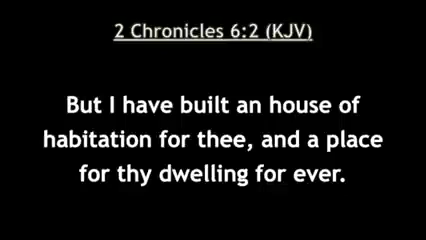 2 Chronicles 6:2 (KJV)
But I have built an house of
habitation for thee, and a place
for thy dwelling for ever.